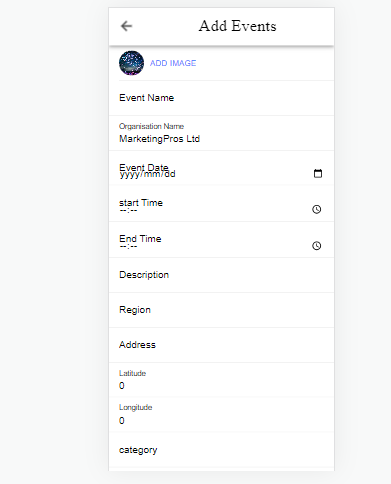 Add Events
ADD IMAGE
Event Name
Organisation Name
MarketingPros Ltd
Event Date
yyyy/mm/dd
start Time
--:--
End Time
--:--
Description
Region
Address
Latitude
0
Longitude
0
category